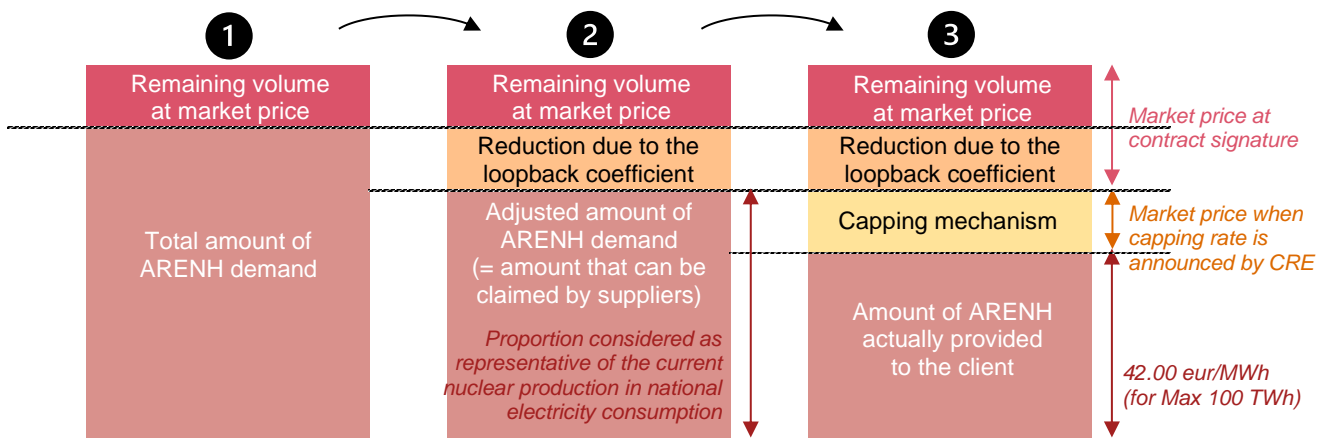 1
2
3
Remaining volume
at market price
Total amount of
ARENH demand
Remaining volume
at market price
Reduction due to the
loopback coefficient
Adjusted amount of
ARENH demand
(= amount that can be
claimed by suppliers)
Proportion considered as
representative of the current
nuclear production in national
electricity consumption
Remaining volume
at market price
Reduction due to the
loopback coefficient
Capping mechanism
Amount of ARENH
actually provided
to the client
Market price at
contract signature
Market price when
capping rate is
announced by CRE
42.00 eur/MWh
(for Max 100 TWh)